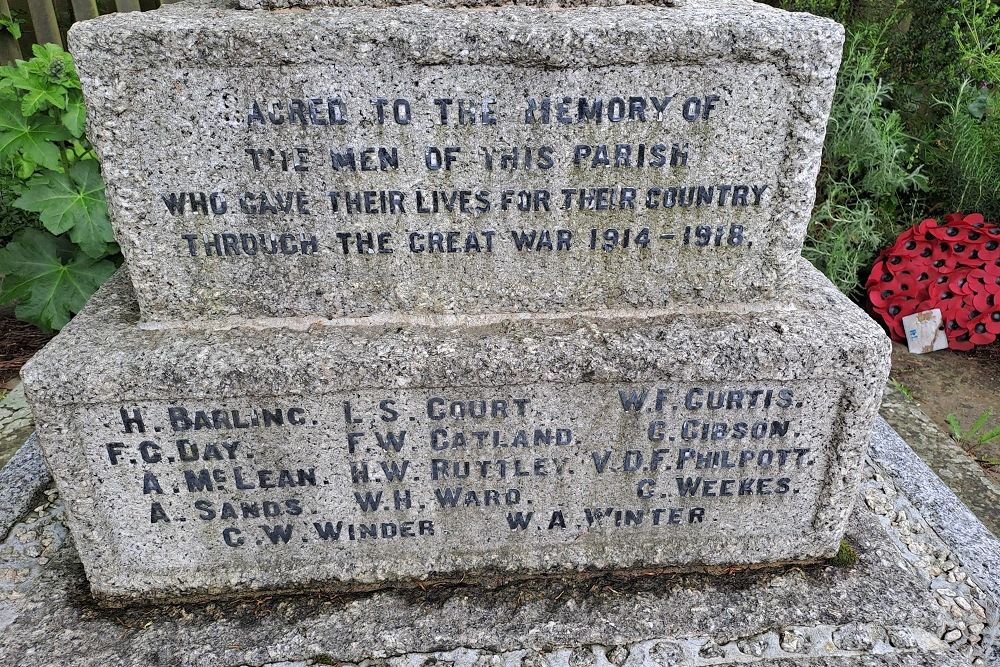 ACRED TO THE MEMORY OF
THE MEN OF THIS PARISH
WHO GAVE THEIR LIVES FOR THEIR COUNTRY
THROUGH THE GREAT WAR 1914-1918.
H. BARLING. L.S. COURT. W.F. CURTIS.
F.G. DAY. F.W. CATLAND. G. GIBSON.
A. McLEAN. H.W. RUTTLEY. V.D.F. PHILPOTT.
A. SANDS. W.H. WARD. G. WEEKES.
G.W. WINDER W.A. WINTER.